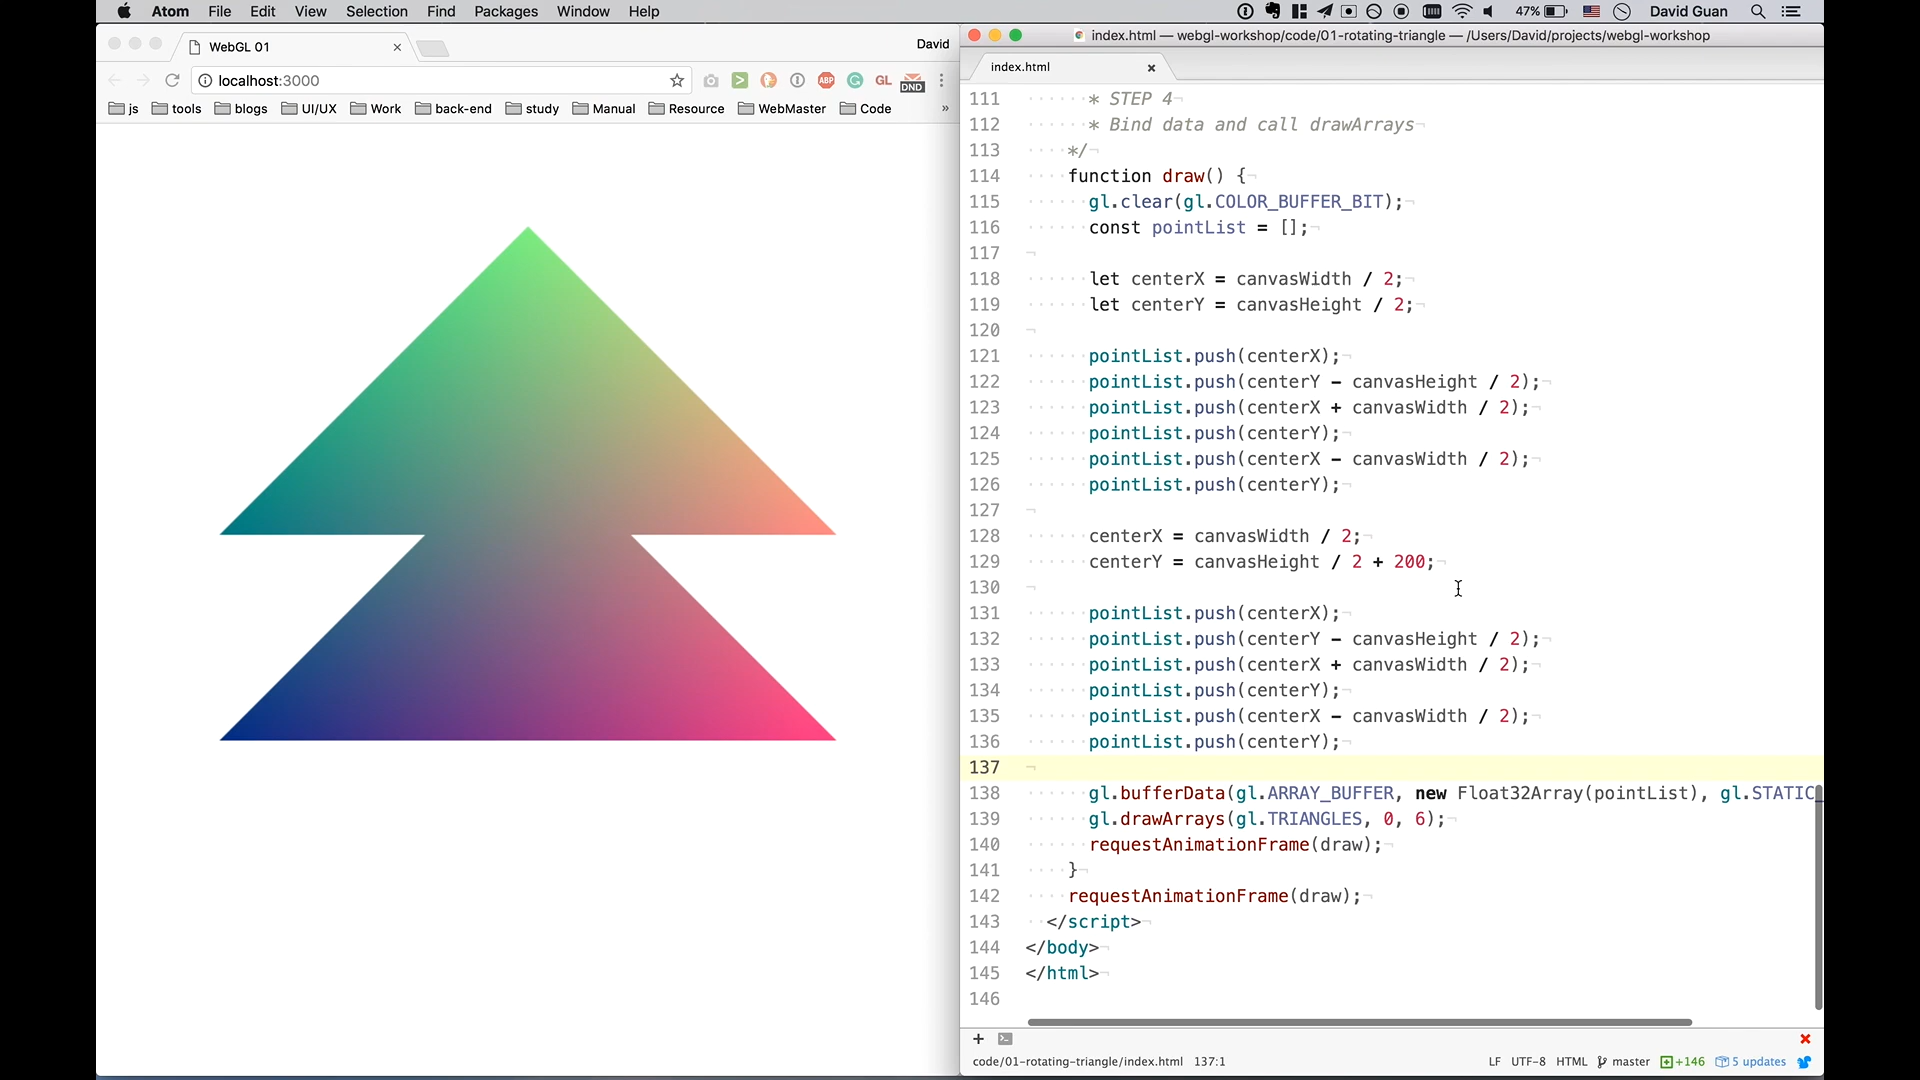 Atom File Edit View Selection Find Packages Window Help 47% David Guan
WebGL 01 David
localhost:3000 ABP GL DND
js tools blogs UI/UX Work back-end study Manual Resource WebMaster Code »
index.html — webgl-workshop/code/01-rotating-triangle — /Users/David/projects/webgl-workshop
index.html
111 * STEP 4
112 * Bind data and call drawArrays
113 */
114 function draw() {
115 gl.clear(gl.COLOR_BUFFER_BIT);
116 const pointList = [];
117
118 let centerX = canvasWidth / 2;
119 let centerY = canvasHeight / 2;
120
121 pointList.push(centerX);
122 pointList.push(centerY - canvasHeight / 2);
123 pointList.push(centerX + canvasWidth / 2);
124 pointList.push(centerY);
125 pointList.push(centerX - canvasWidth / 2);
126 pointList.push(centerY);
127
128 centerX = canvasWidth / 2;
129 centerY = canvasHeight / 2 + 200;
130
131 pointList.push(centerX);
132 pointList.push(centerY - canvasHeight / 2);
133 pointList.push(centerX + canvasWidth / 2);
134 pointList.push(centerY);
135 pointList.push(centerX - canvasWidth / 2);
136 pointList.push(centerY);
137
138 gl.bufferData(gl.ARRAY_BUFFER, new Float32Array(pointList), gl.STATIC_
139 gl.drawArrays(gl.TRIANGLES, 0, 6);
140 requestAnimationFrame(draw);
141 }
142 requestAnimationFrame(draw);
143 </script>
144 </body>
145 </html>
146
code/01-rotating-triangle/index.html 137:1 LF UTF-8 HTML master +146 5 updates